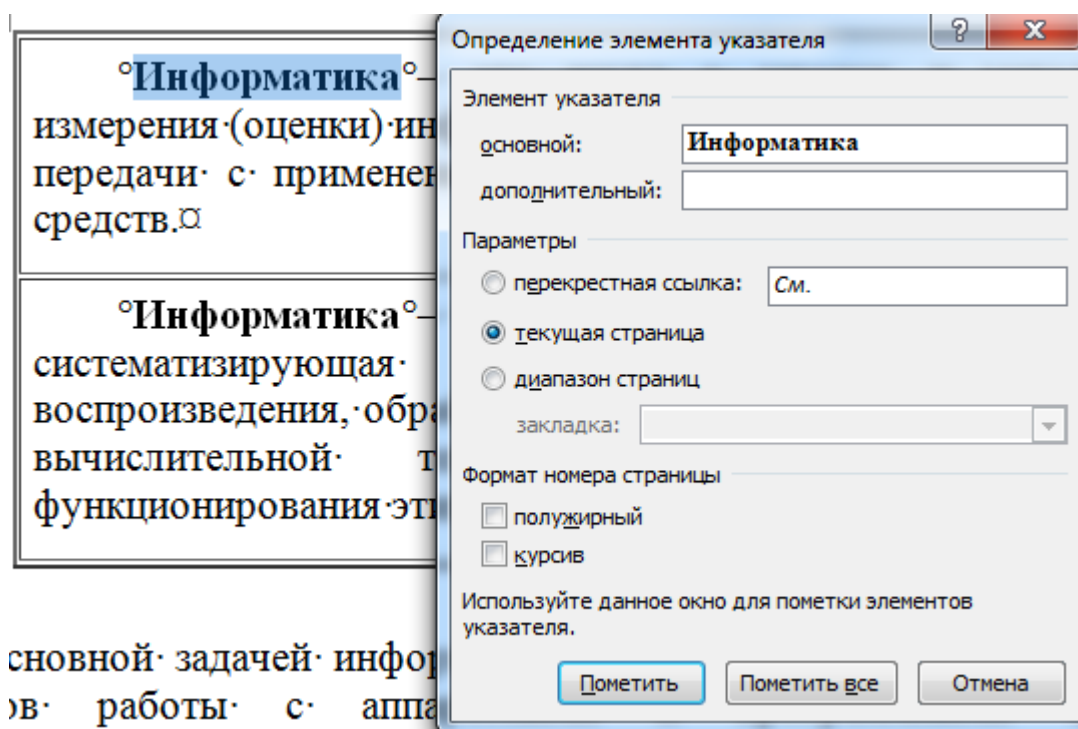 °Информатика°–
измерения·(оценки)·ин
передачи· с· применен
средств.¤
°Информатика°–
систематизирующая·
воспроизведения,·обра
вычислительной· т
функционирования·эти
сновной· задачей· инфор
ов· работы· с· аппа
Определение элемента указателя
Элемент указателя
основной: Информатика
дополнительный:
Параметры
перекрестная ссылка: См.
текущая страница
диапазон страниц
закладка:
Формат номера страницы
полужирный
курсив
Используйте данное окно для пометки элементов
указателя.
Пометить Пометить все Отмена